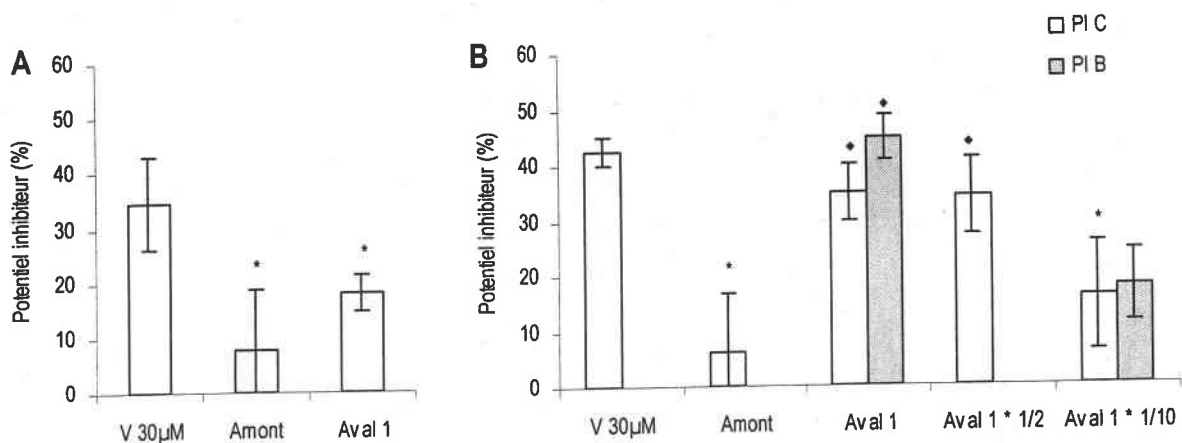 A
Potentiel inhibiteur (%)
60
50
40
30
20
10
0
*
*
V 30µM
Amont
Aval 1
B
PI C
PI B
Potentiel inhibiteur (%)
60
50
40
30
20
10
0
*
*
V 30µM
Amont
Aval 1
Aval 1 * 1/2
Aval 1 * 1/10